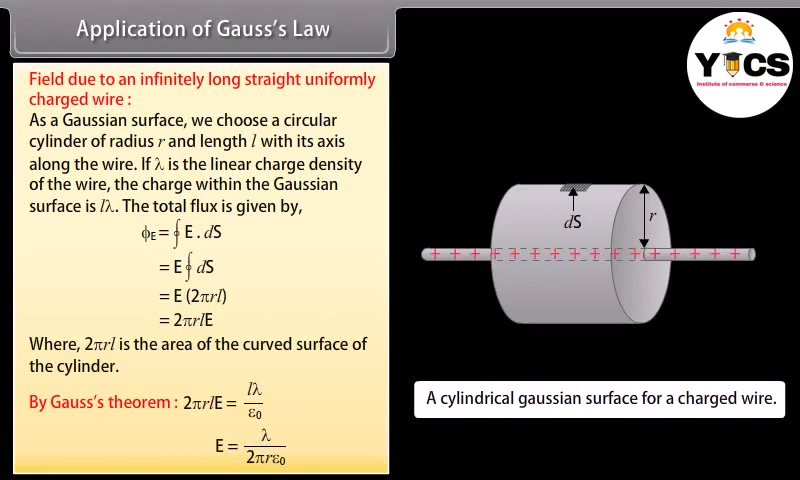 Application of Gauss's Law
YICS
Institute of commerce & science
Field due to an infinitely long straight uniformly
charged wire :
As a Gaussian surface, we choose a circular
cylinder of radius r and length l with its axis
along the wire. If λ is the linear charge density
of the wire, the charge within the Gaussian
surface is lλ. The total flux is given by,
ϕE = ∮ E . dS
= E ∮ dS
= E (2πrl)
= 2πrlE
Where, 2πrl is the area of the curved surface of
the cylinder.
By Gauss's theorem : 2πrlE = lλ / ε0
E = λ / 2πrε0
dS
r
+ + + + + + + + + + + + + + + +
A cylindrical gaussian surface for a charged wire.